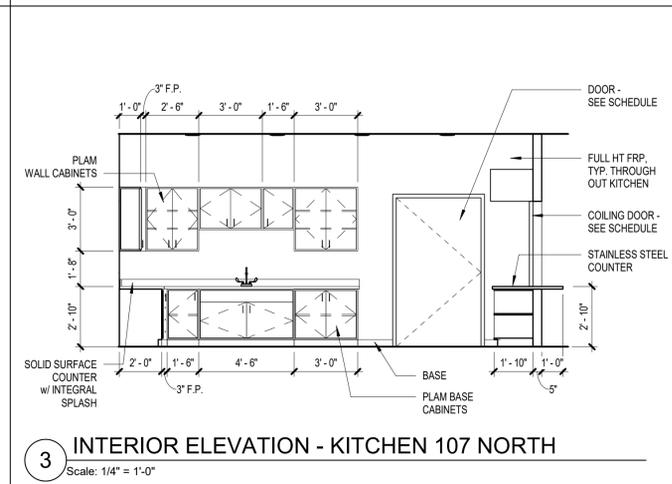 3" F.P.
1' - 0" 2' - 6" 3' - 0" 1' - 6" 3' - 0"
DOOR -
SEE SCHEDULE
PLAM
WALL CABINETS
FULL HT FRP,
TYP. THROUGH
OUT KITCHEN
3' - 0"
COILING DOOR -
SEE SCHEDULE
1' - 8"
STAINLESS STEEL
COUNTER
2' - 10"
2' - 10"
SOLID SURFACE
COUNTER
w/ INTEGRAL
SPLASH
2' - 0" 1' - 6" 4' - 6" 3' - 0"
1' - 10" 1' - 0"
3" F.P.
5"
BASE
PLAM BASE
CABINETS
3 INTERIOR ELEVATION - KITCHEN 107 NORTH
Scale: 1/4" = 1'-0"